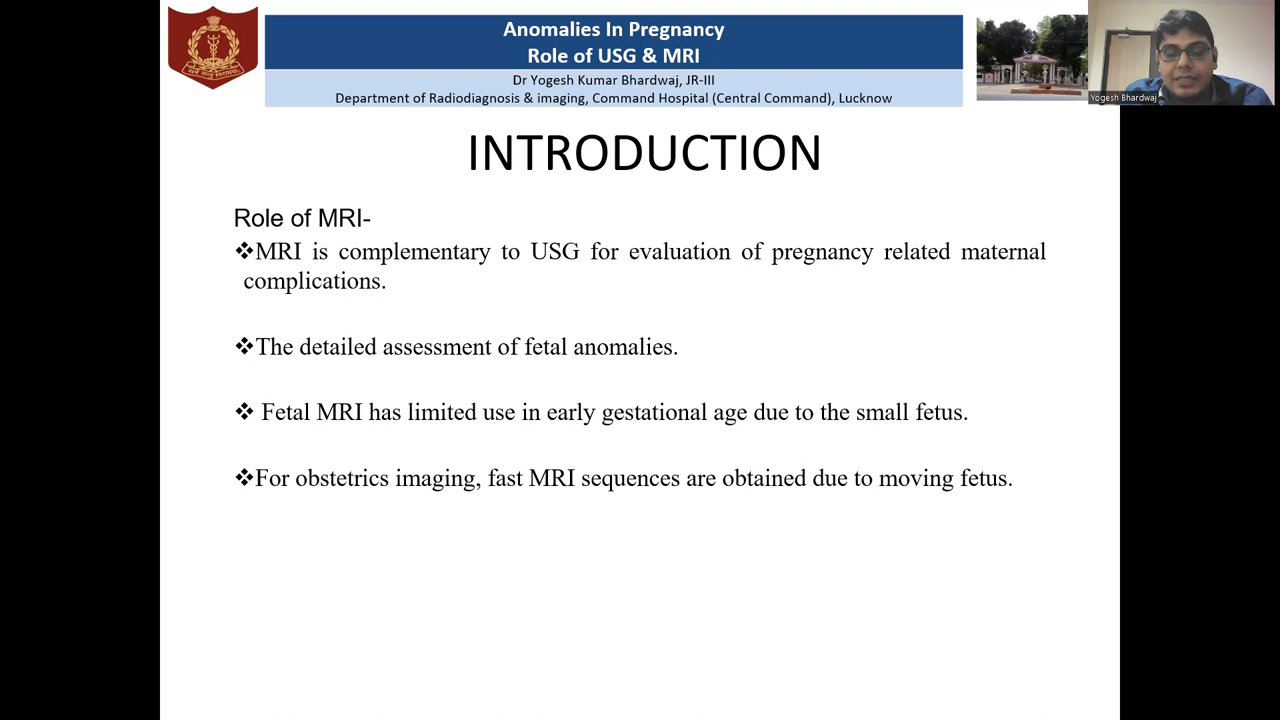 Anomalies In Pregnancy
Role of USG & MRI
Dr Yogesh Kumar Bhardwaj, JR-III
Department of Radiodiagnosis & imaging, Command Hospital (Central Command), Lucknow
Yogesh Bhardwaj
INTRODUCTION
Role of MRI-
❖MRI is complementary to USG for evaluation of pregnancy related maternal
complications.
❖The detailed assessment of fetal anomalies.
❖ Fetal MRI has limited use in early gestational age due to the small fetus.
❖For obstetrics imaging, fast MRI sequences are obtained due to moving fetus.